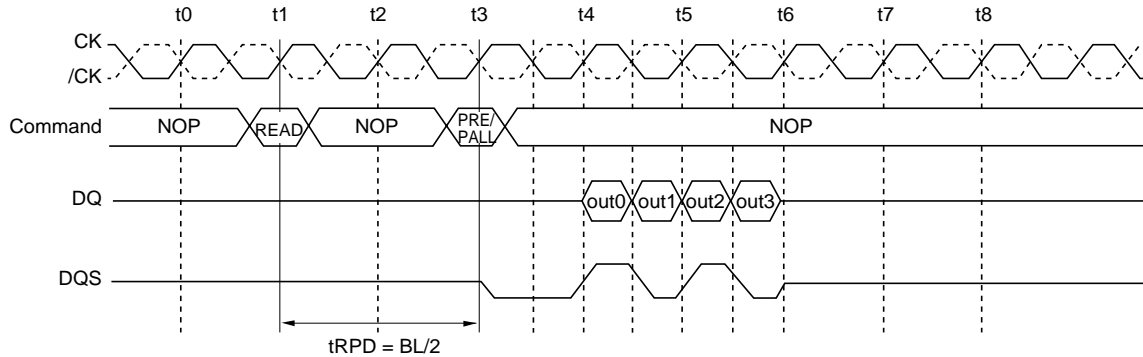 t0 t1 t2 t3 t4 t5 t6 t7 t8
CK
/CK
Command NOP READ NOP PRE/ PALL NOP
DQ out0 out1 out2 out3
DQS
tRPD = BL/2